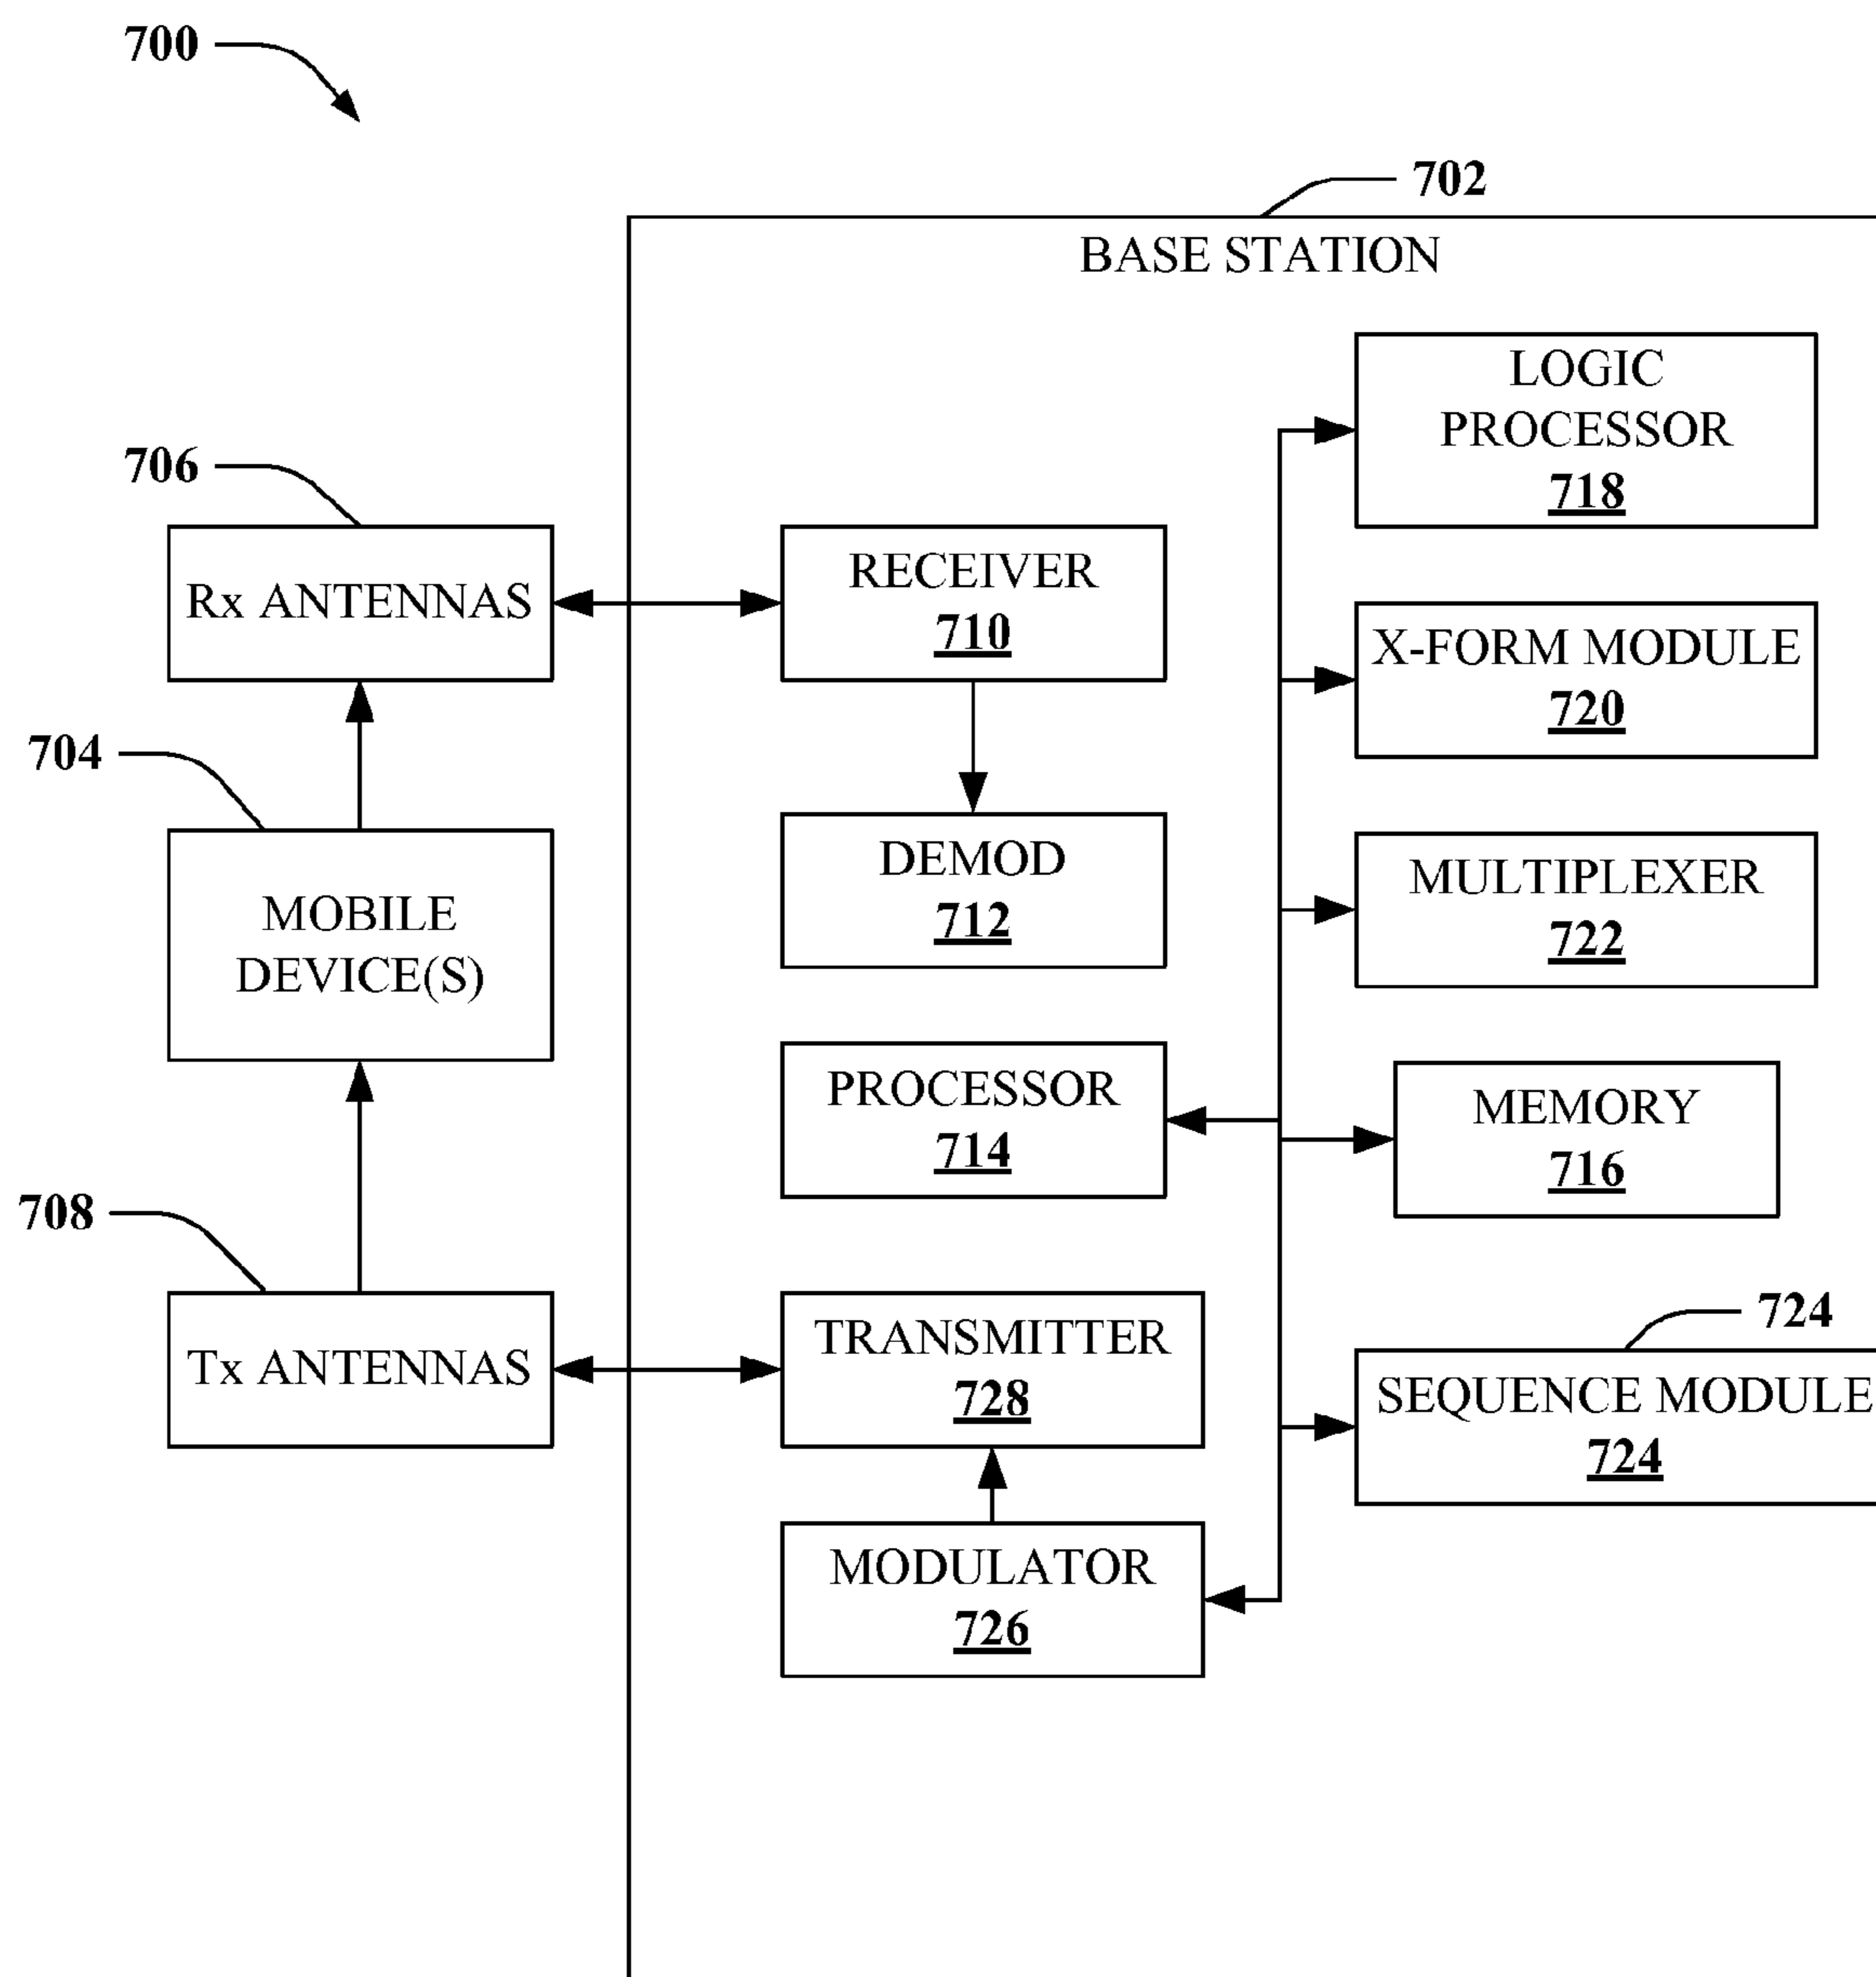 700
702
BASE STATION
LOGIC
PROCESSOR
718
706
Rx ANTENNAS
RECEIVER
710
X-FORM MODULE
720
704
MOBILE
DEVICE(S)
DEMOD
712
MULTIPLEXER
722
PROCESSOR
714
MEMORY
716
708
Tx ANTENNAS
TRANSMITTER
728
724
SEQUENCE MODULE
724
MODULATOR
726